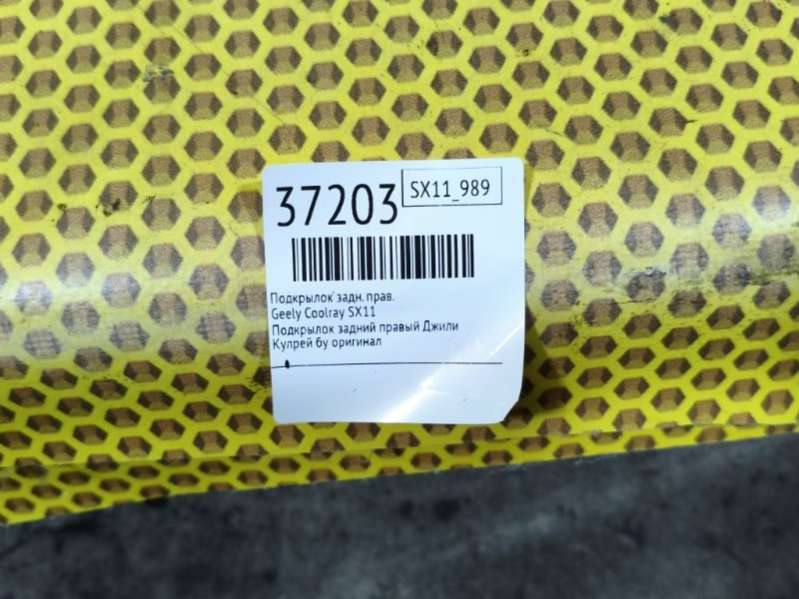 37203
SX11_989
Подкрылок задн. прав.
Geely Coolray SX11
Подкрылок задний правый Джили
Кулрей бу оригинал